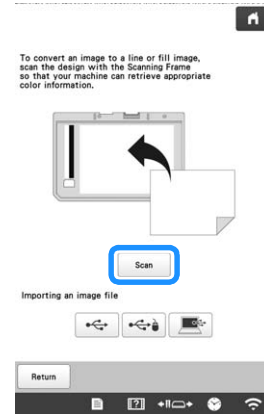 To convert an image to a line or fill image,
scan the design with the Scanning Frame
so that your machine can retrieve appropriate
color information.
Scan
Importing an image file
Return